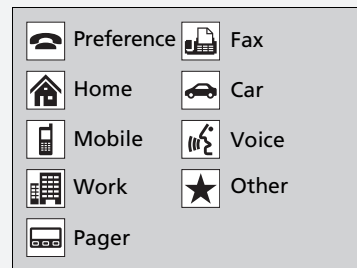 Preference
Fax
Home
Car
Mobile
Voice
Work
Other
Pager